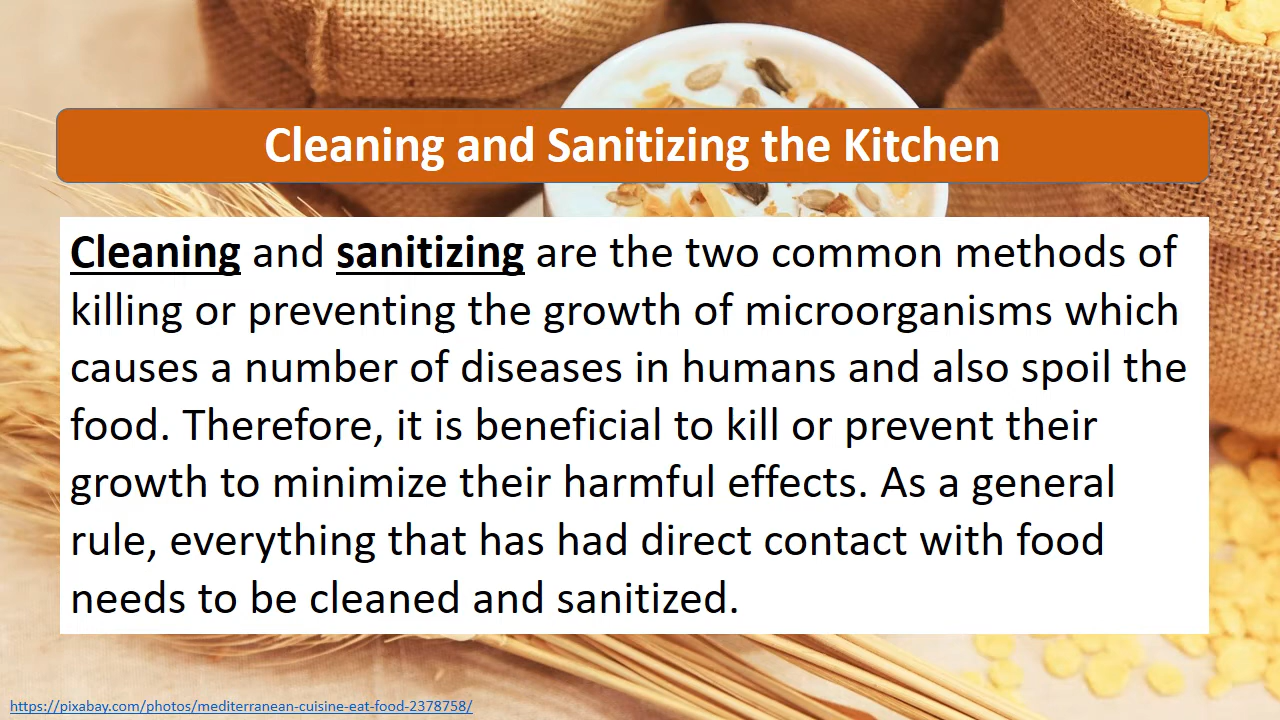 Cleaning and Sanitizing the Kitchen
Cleaning and sanitizing are the two common methods of
killing or preventing the growth of microorganisms which
causes a number of diseases in humans and also spoil the
food. Therefore, it is beneficial to kill or prevent their
growth to minimize their harmful effects. As a general
rule, everything that has had direct contact with food
needs to be cleaned and sanitized.
https://pixabay.com/photos/mediterranean-cuisine-eat-food-2378758/